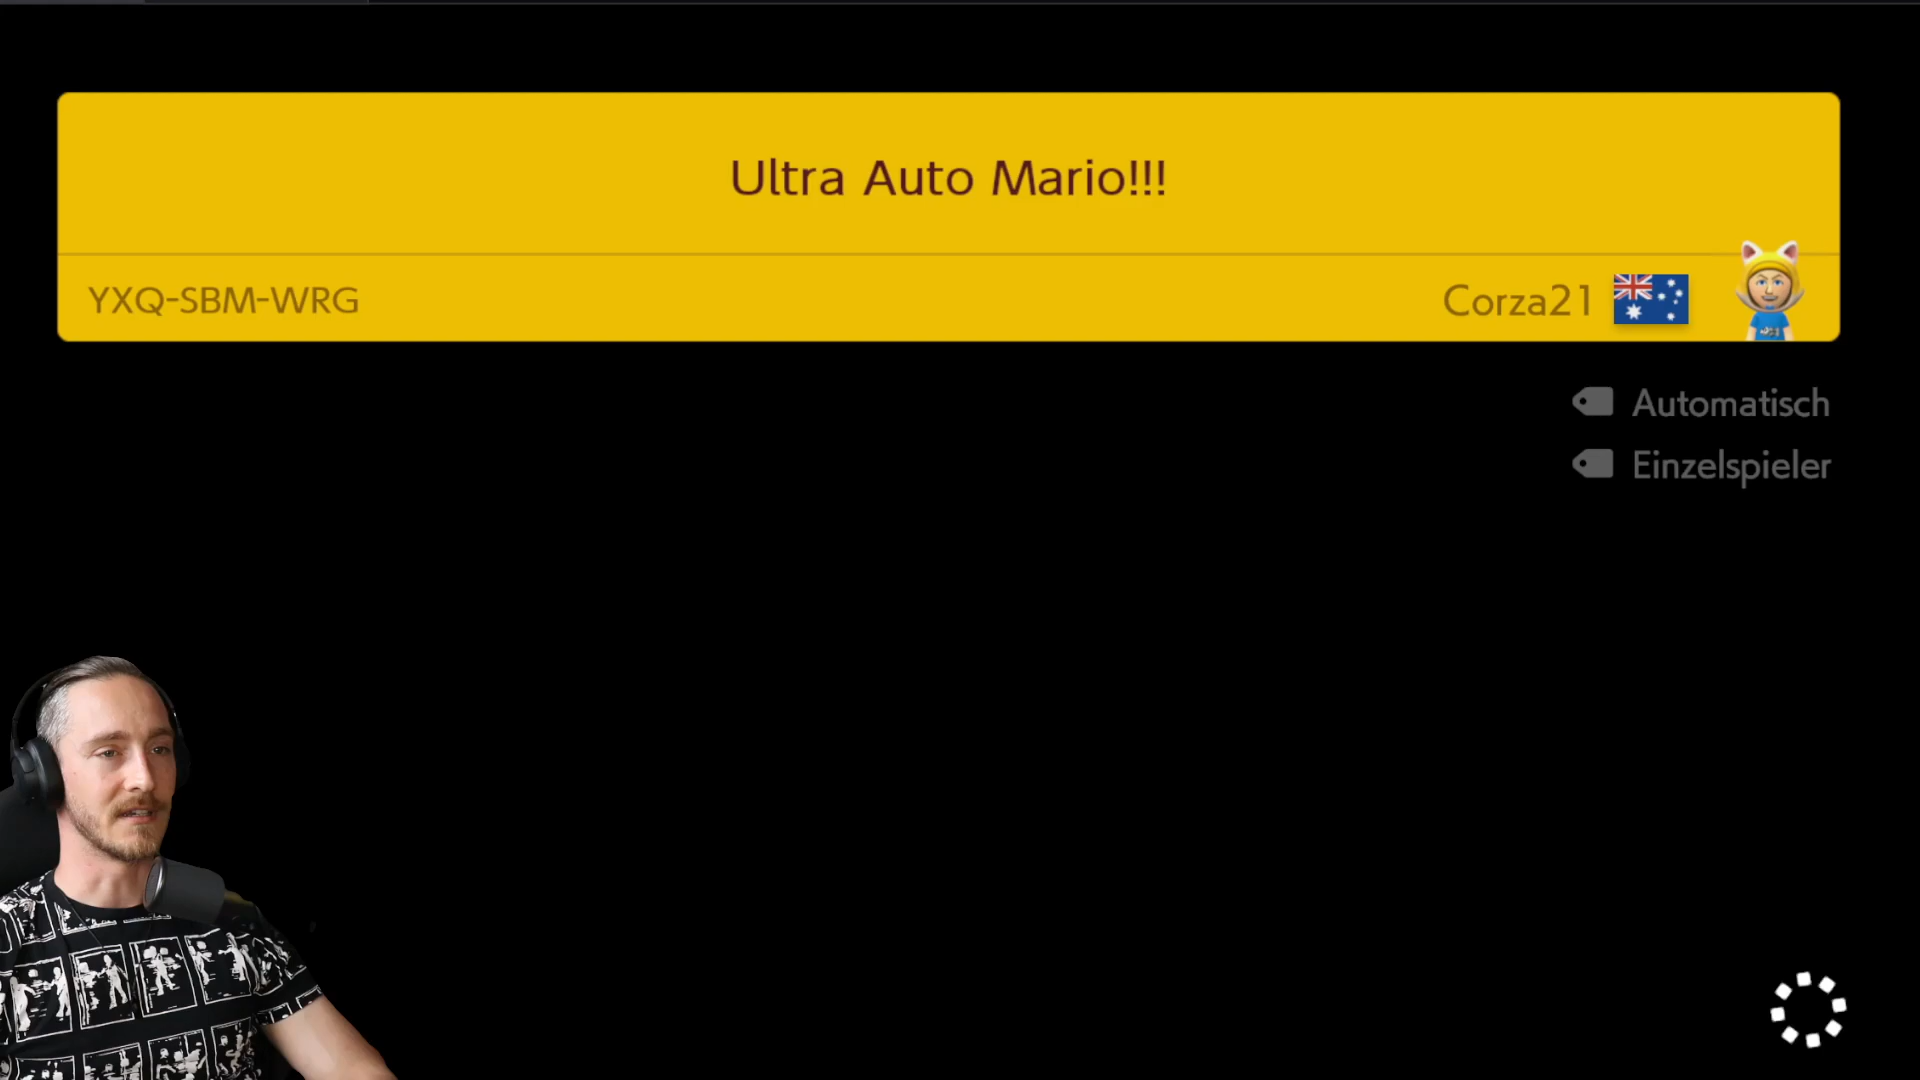 Ultra Auto Mario!!!
YXQ-SBM-WRG
Corza21
Automatisch
Einzelspieler